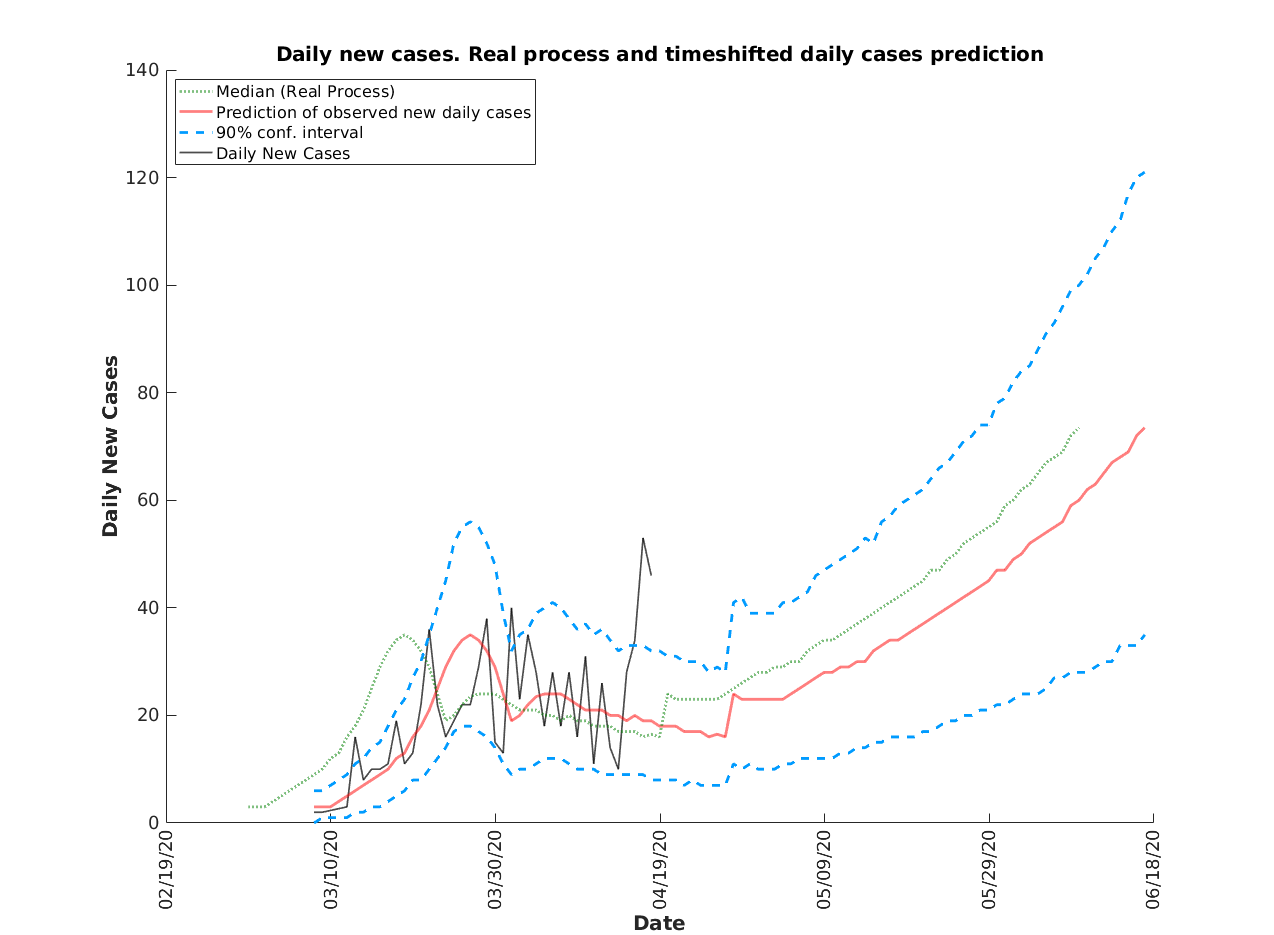 Daily new cases. Real process and timeshifted daily cases prediction
140
120
100
80
60
40
20
0
Median (Real Process)
Prediction of observed new daily cases
90% conf. interval
Daily New Cases
Daily New Cases
02/19/20
03/10/20
03/30/20
04/19/20
05/09/20
05/29/20
06/18/20
Date